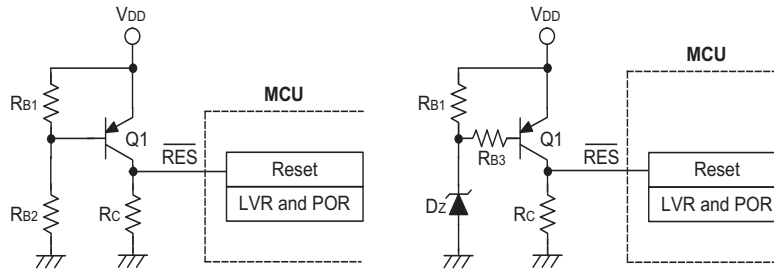 VDD
RB1
Q1
RB2
RC
RES
MCU
Reset
LVR and POR
VDD
RB1
RB3
Q1
DZ
RC
RES
MCU
Reset
LVR and POR